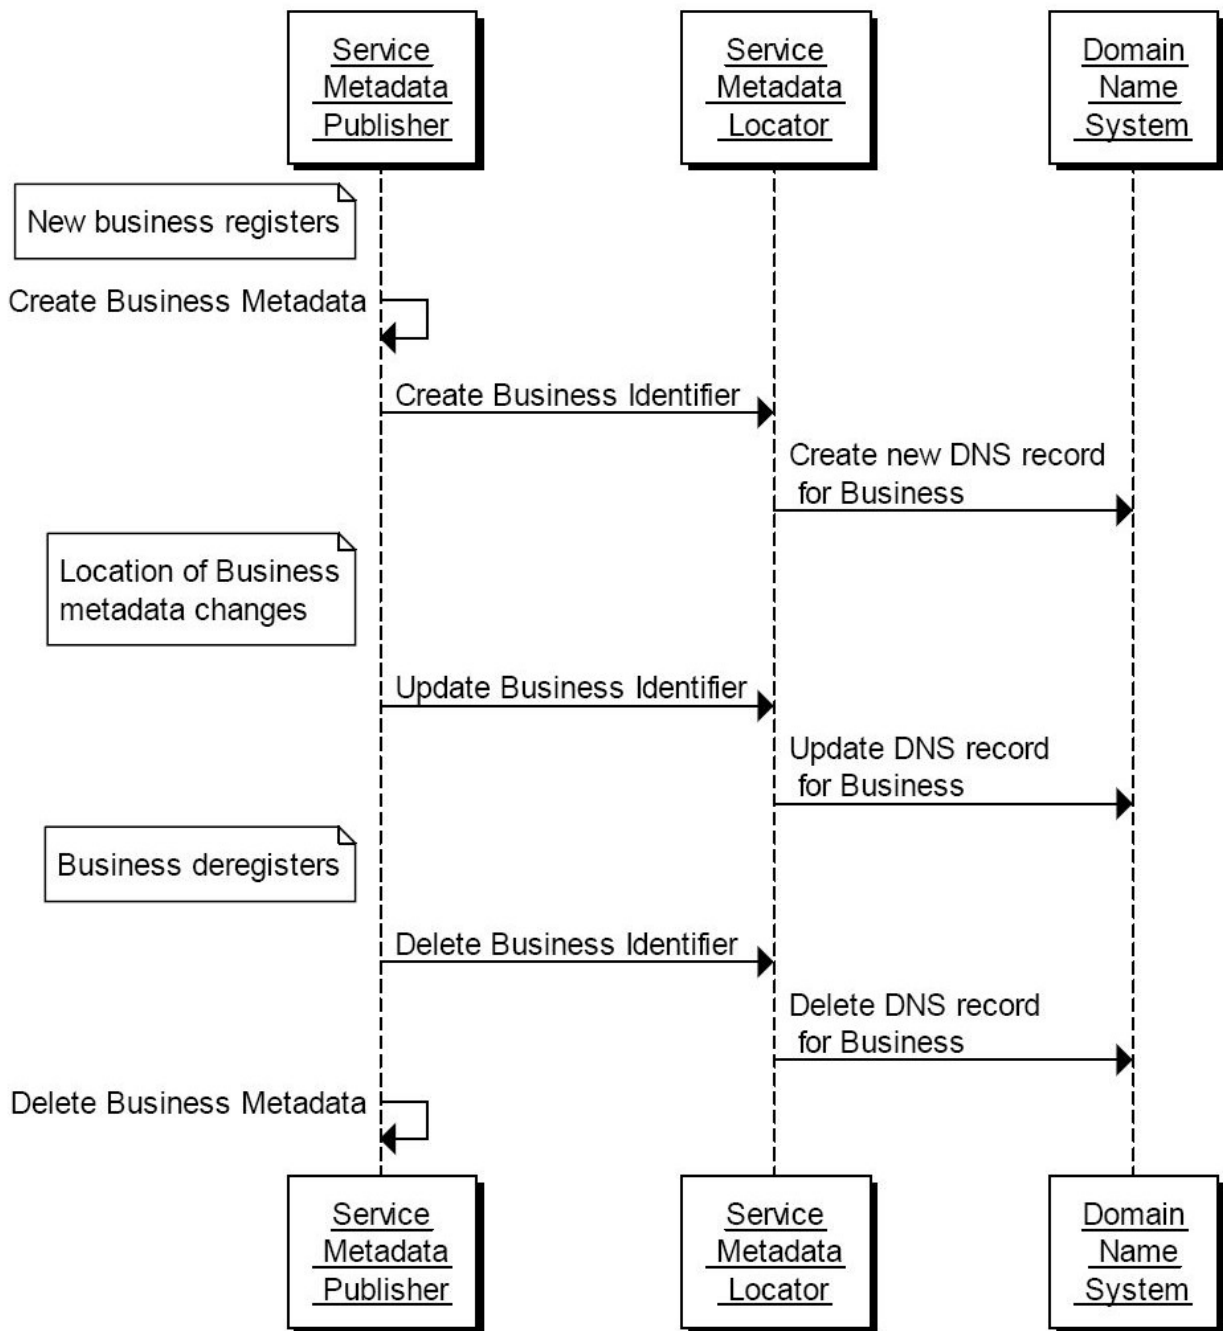 Service
Metadata
Publisher
Service
Metadata
Locator
Domain
Name
System
New business registers
Create Business Metadata
Create Business Identifier
Create new DNS record
for Business
Location of Business
metadata changes
Update Business Identifier
Update DNS record
for Business
Business deregisters
Delete Business Identifier
Delete DNS record
for Business
Delete Business Metadata
Service
Metadata
Publisher
Service
Metadata
Locator
Domain
Name
System